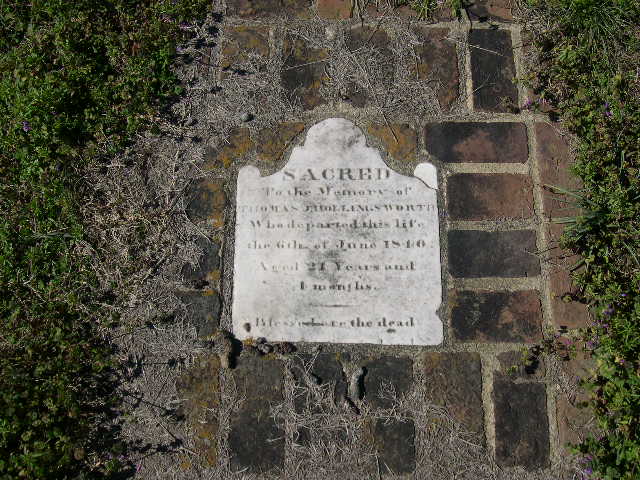 SACRED
To the Memory of
THOMAS J. HOLLINGSWORTH
Who departed this life
the 6th. of June 1840.
Aged 21 Years and
months.
Blessed are the dead